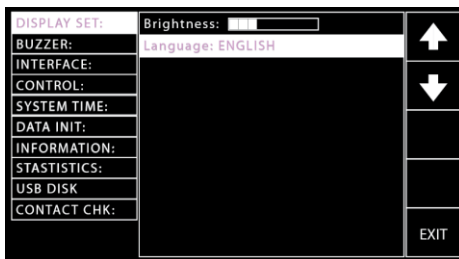 DISPLAY SET:
BUZZER:
INTERFACE:
CONTROL:
SYSTEM TIME:
DATA INIT:
INFORMATION:
STASTISTICS:
USB DISK
CONTACT CHK:
Brightness:
Language: ENGLISH
EXIT